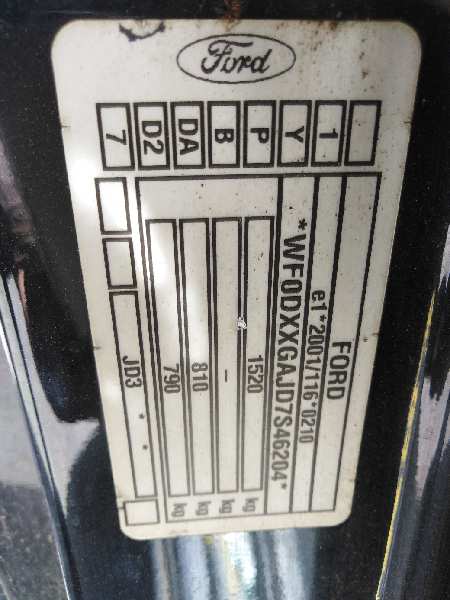 Ford
FORD
e1*2001/116*0210
*WF0DXXGAJD7S46204*
1520 kg
- kg
810 kg
790 kg
JD3 * *
1
Y
P
B
DA
D2
7